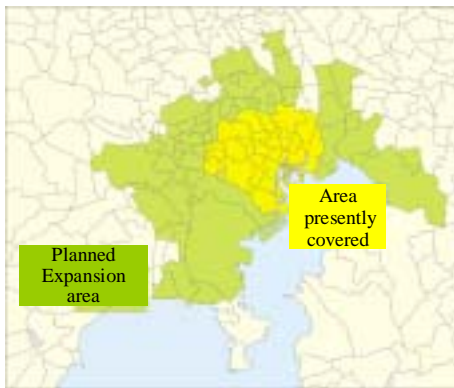 Area
presently
covered
Planned
Expansion
area